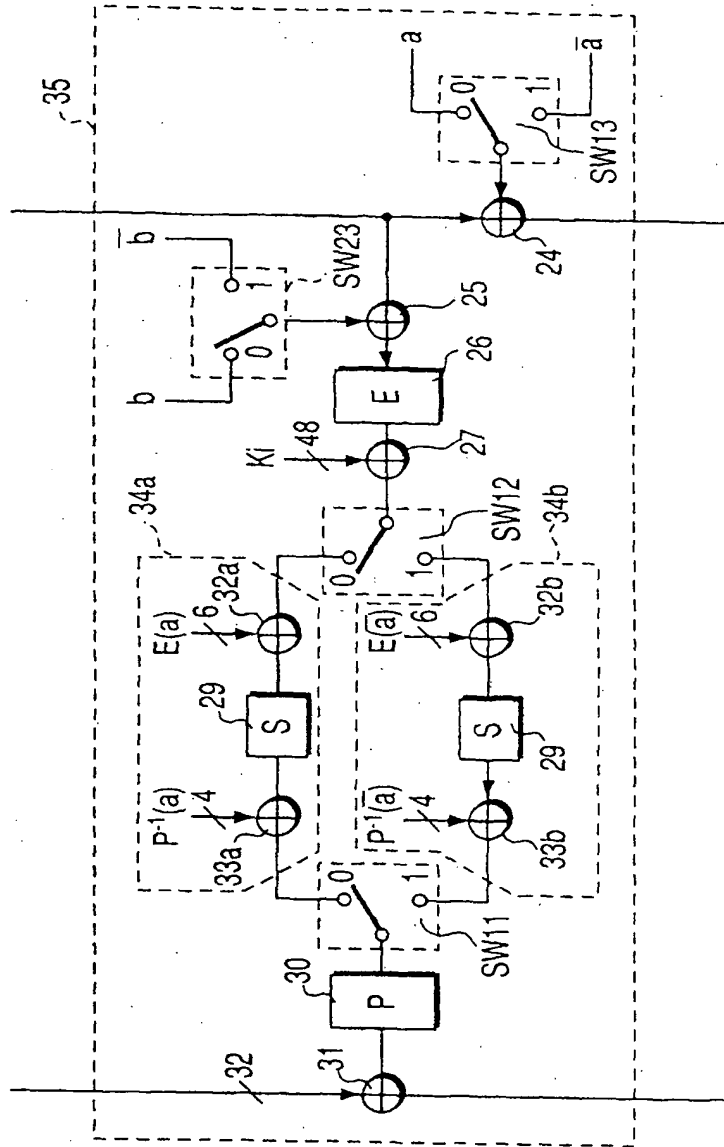 35
a
0
1
a̅
SW13
24
b̅
1
SW23
0
b
25
26
E
27
Ki
48
34a
SW12
0
1
34b
E(a)
6
32a
E(a̅)
6
32b
29
S
S
29
P⁻¹(a)
4
33a
P⁻¹(a̅)
4
33b
0
1
SW11
30
P
32
31